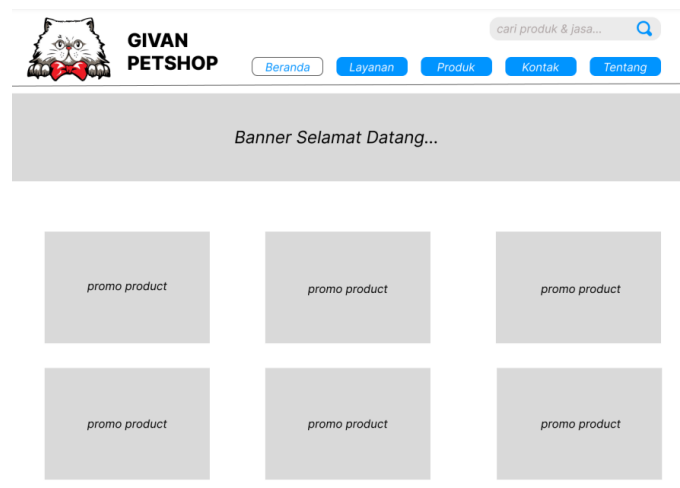 GIVAN
PETSHOP
cari produk & jasa...
Beranda
Layanan
Produk
Kontak
Tentang
Banner Selamat Datang...
promo product
promo product
promo product
promo product
promo product
promo product